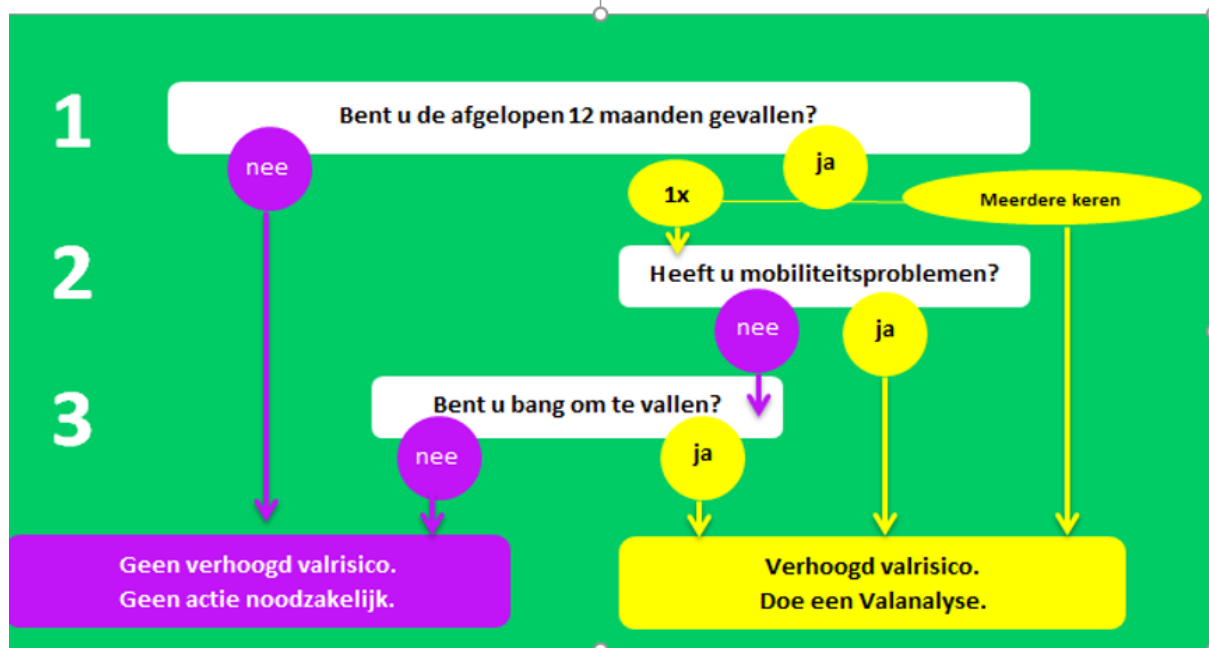 1
Bent u de afgelopen 12 maanden gevallen?
nee
ja
1x
Meerdere keren
2
Heeft u mobiliteitsproblemen?
nee
ja
3
Bent u bang om te vallen?
nee
ja
Geen verhoogd valrisico.
Geen actie noodzakelijk.
Verhoogd valrisico.
Doe een Valanalyse.